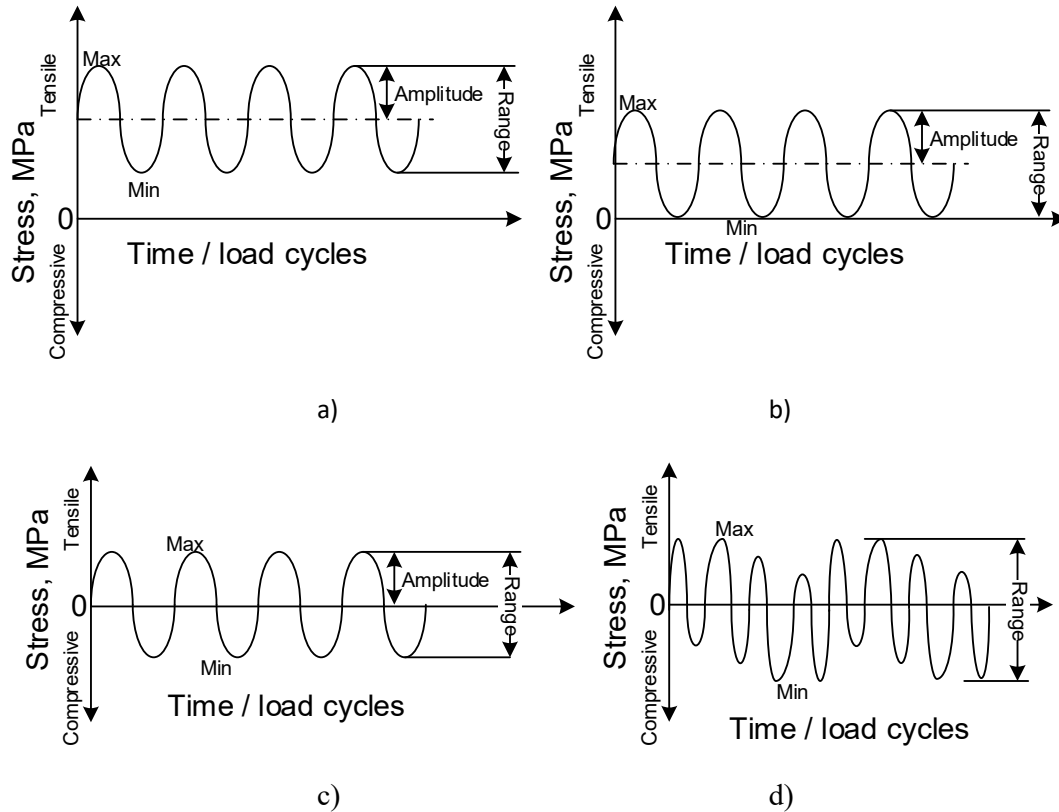 Stress, MPa
Tensile
Compressive
0
Max
Min
Amplitude
Range
Time / load cycles
a)
Stress, MPa
Tensile
Compressive
0
Max
Min
Amplitude
Range
Time / load cycles
b)
Stress, MPa
Tensile
Compressive
0
Max
Min
Amplitude
Range
Time / load cycles
c)
Stress, MPa
Tensile
Compressive
0
Max
Min
Range
Time / load cycles
d)